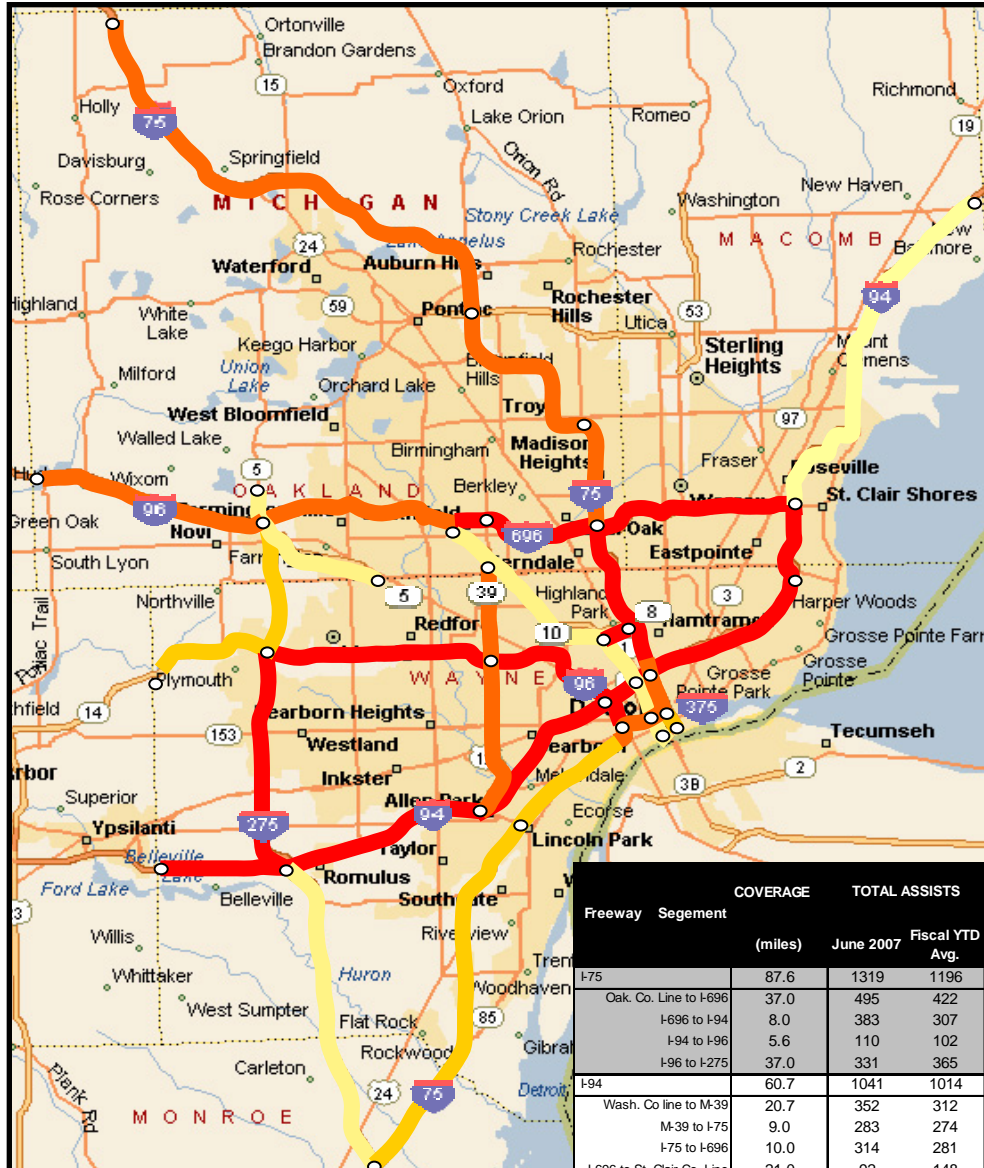 Ortonville
Brandon Gardens
15
Oxford
Holly
75
Lake Orion
Romeo
Richmond
19
Davisburg
Springfield
Orion Rd
New Haven
Rose Corners
MICHIGAN
Stony Creek Lake
Washington
24
Rochester
MACOMB
Waterford
Auburn Hills
Highland
59
Rochester
Hills
94
White
Lake
Utica
53
Keego Harbor
Sterling
Heights
Union
Lake
Milford
Orchard Lake
Hills
West Bloomfield
Troy
97
Walled Lake
Birmingham
Madison
Heights
Fraser
Wixom
5
Berkley
75
OAKLAND
St. Clair Shores
96
Green Oak
Novi
696
Eastpointe
South Lyon
Northville
5
39
Highland
Park
8
3
Harper Woods
10
Grosse Pointe
Grosse
Pointe
Plymouth
WAYNE
96
Grosse
Pointe Park
14
375
153
Dearborn Heights
Westland
Tecumseh
Inkster
2
3B
Superior
Allen Park
94
Ecorse
Ypsilanti
275
Lincoln Park
Belleville
Lake
Taylor
Ford Lake
Romulus
Belleville
Southgate
Willis
Riverview
Whittaker
Huron
Woodhaven
West Sumpter
85
Flat Rock
Rockwood
Carleton
24
75
Detroit
Plank
Rd
MONROE
COVERAGE TOTAL ASSISTS
Freeway Segement
(miles) June 2007 Fiscal YTD
Avg.
I-75 87.6 1319 1196
Oak. Co. Line to I-696 37.0 495 422
I-696 to I-94 8.0 383 307
I-94 to I-96 5.6 110 102
I-96 to I-275 37.0 331 365
I-94 60.7 1041 1014
Wash. Co line to M-39 20.7 352 312
M-39 to I-75 9.0 283 274
I-75 to I-696 10.0 314 281